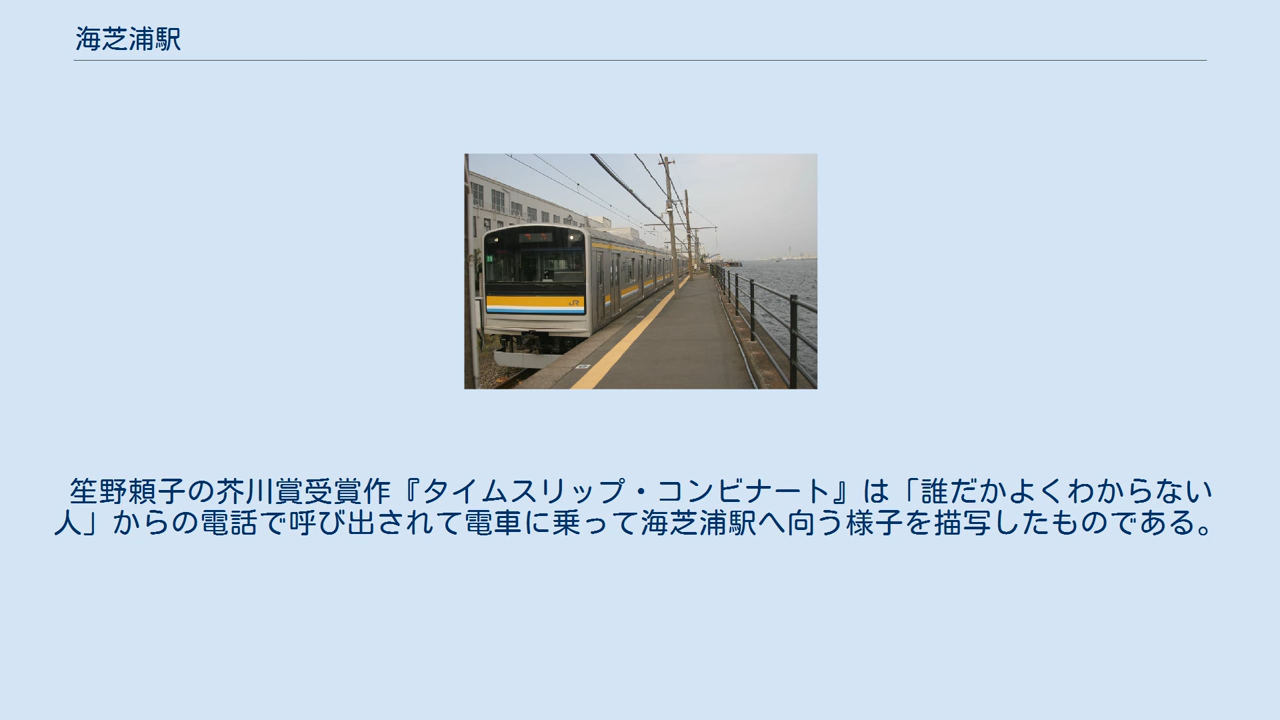 海芝浦駅
JR
笙野頼子の芥川賞受賞作『タイムスリップ・コンビナート』は「誰だかよくわからない
人」からの電話で呼び出されて電車に乗って海芝浦駅へ向う様子を描写したものである。